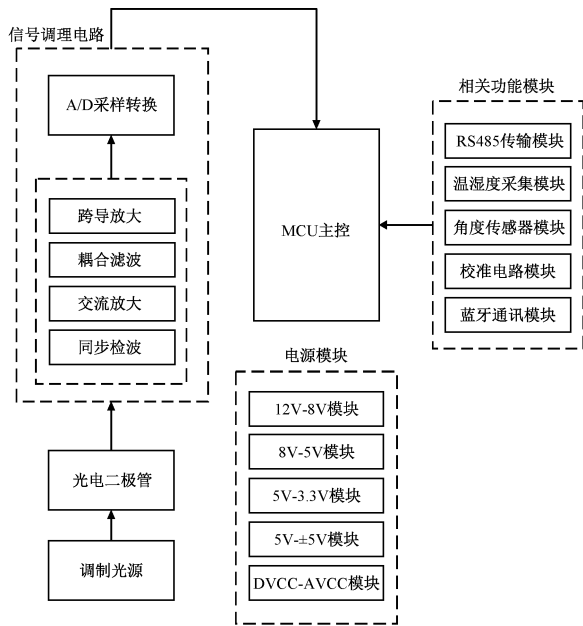 信号调理电路
A/D采样转换
跨导放大
耦合滤波
交流放大
同步检波
光电二极管
调制光源
MCU主控
相关功能模块
RS485传输模块
温湿度采集模块
角度传感器模块
校准电路模块
蓝牙通讯模块
电源模块
12V-8V模块
8V-5V模块
5V-3.3V模块
5V-±5V模块
DVCC-AVCC模块